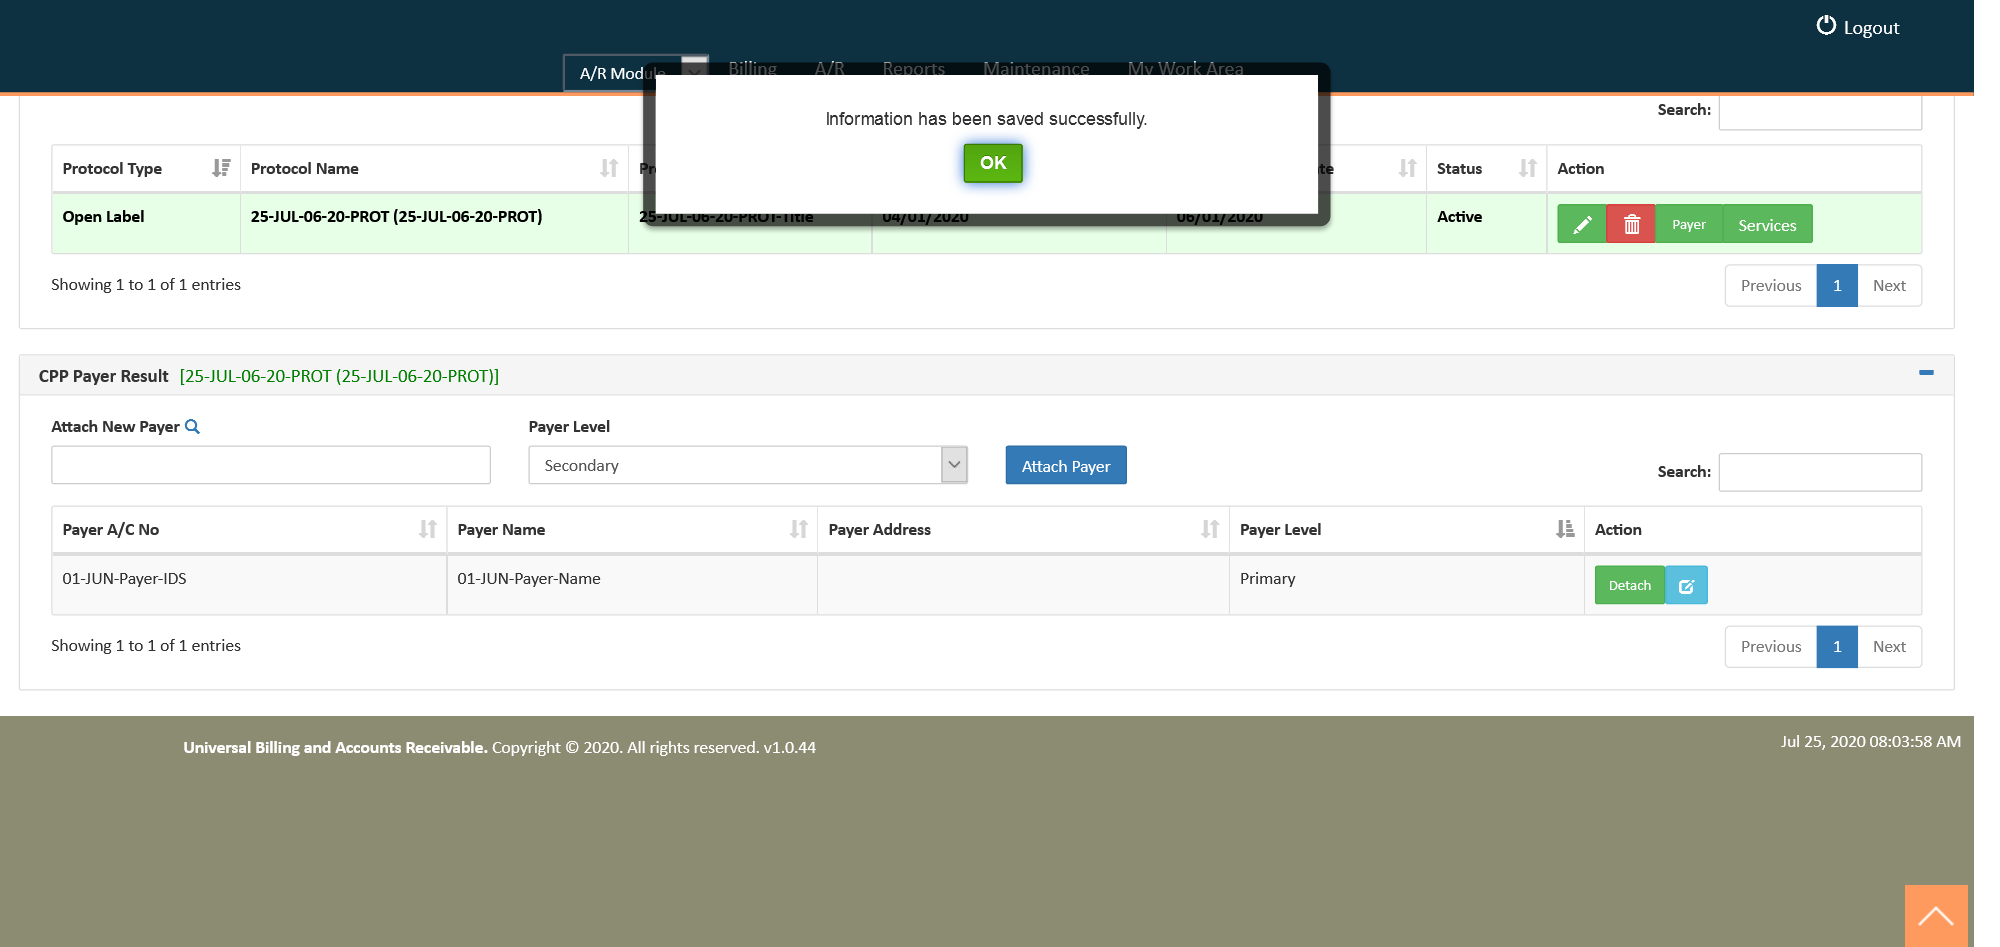 Logout
A/R Module
Billing A/R Reports Maintenance My Work Area
Information has been saved successfully.
OK
Search:
Protocol Type Protocol Name Status Action
Open Label 25-JUL-06-20-PROT (25-JUL-06-20-PROT) 25-JUL-06-20-PROT-Title 04/01/2020 06/01/2020 Active Payer Services
Showing 1 to 1 of 1 entries
Previous 1 Next
CPP Payer Result [25-JUL-06-20-PROT (25-JUL-06-20-PROT)]
Attach New Payer Payer Level
Secondary Attach Payer
Search:
Payer A/C No Payer Name Payer Address Payer Level Action
01-JUN-Payer-IDS 01-JUN-Payer-Name Primary Detach
Showing 1 to 1 of 1 entries
Previous 1 Next
Universal Billing and Accounts Receivable. Copyright © 2020. All rights reserved. v1.0.44
Jul 25, 2020 08:03:58 AM